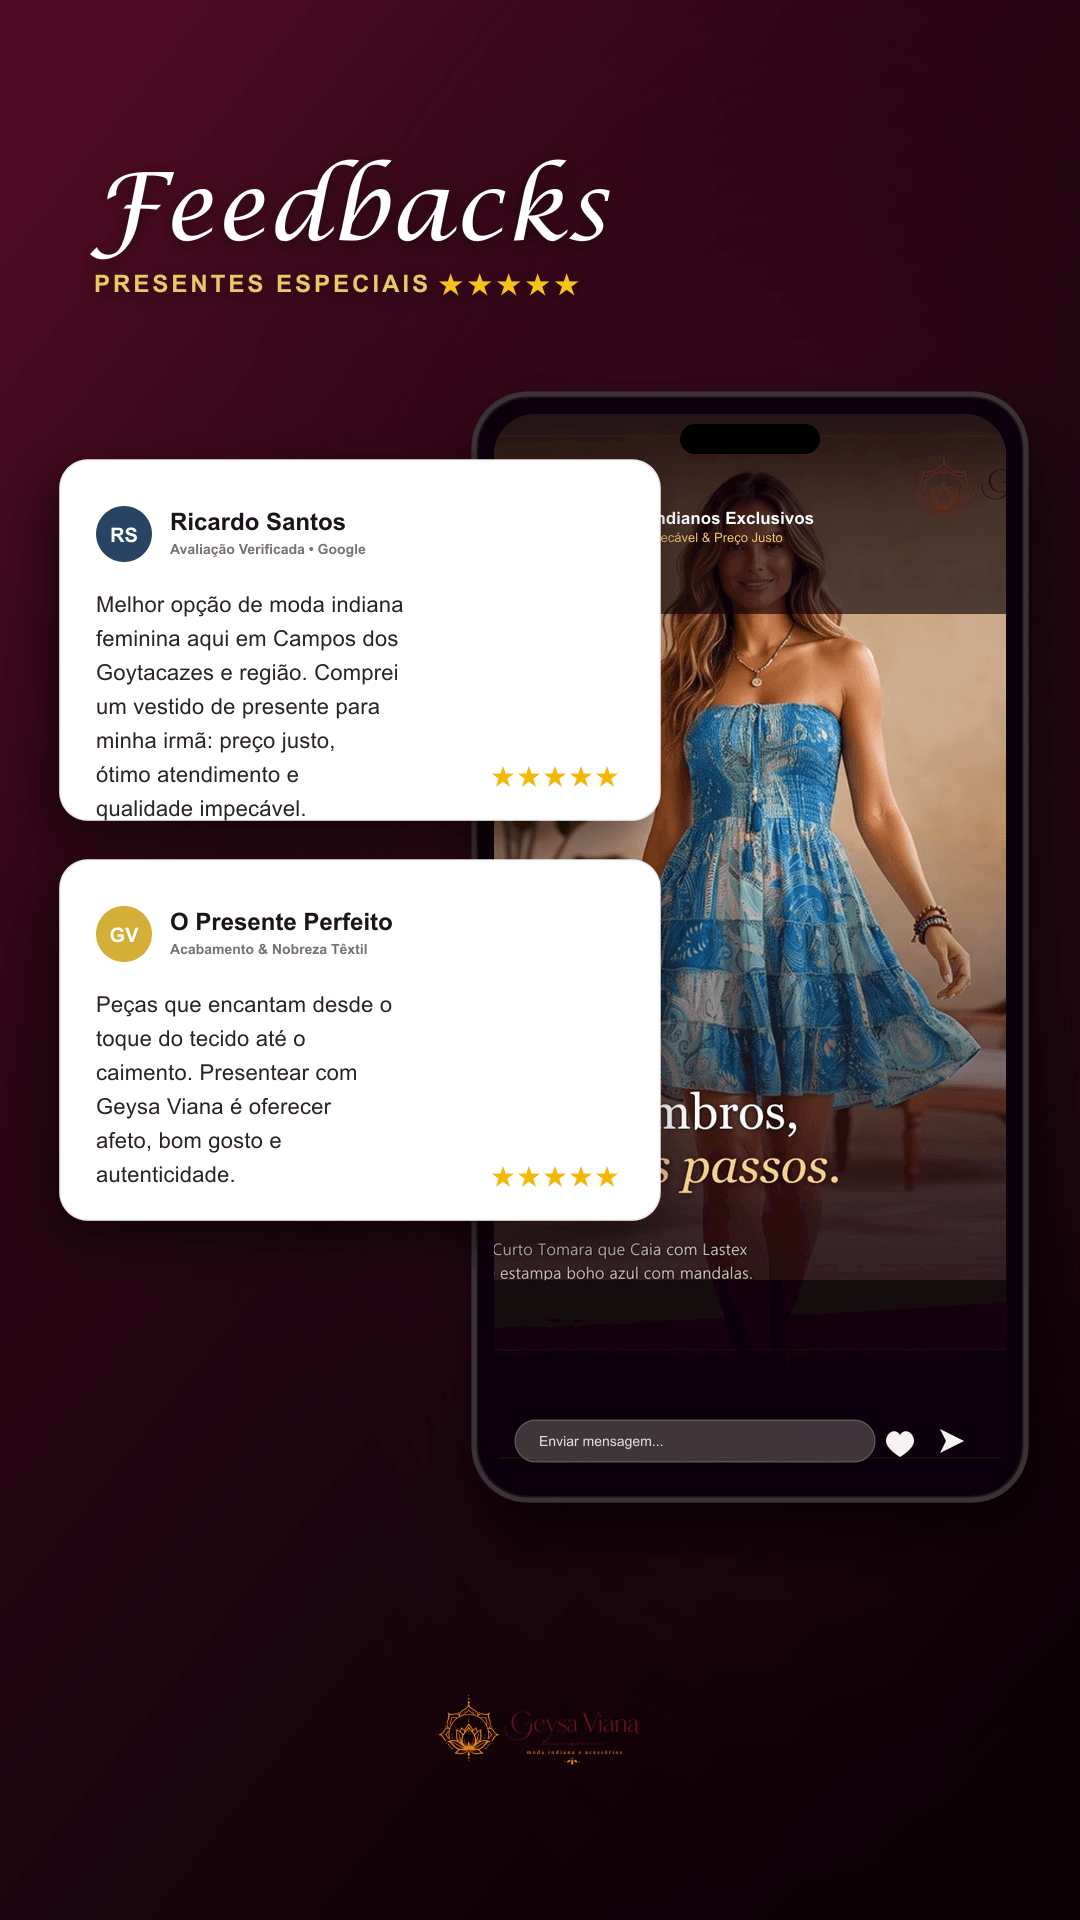 Feedbacks
PRESENTES ESPECIAIS ★★★★★
RS
Ricardo Santos
Avaliação Verificada • Google
Melhor opção de moda indiana
feminina aqui em Campos dos
Goytacazes e região. Comprei
um vestido de presente para
minha irmã: preço justo,
ótimo atendimento e
qualidade impecável.
★★★★★
ndianos Exclusivos
ecável & Preço Justo
GV
O Presente Perfeito
Acabamento & Nobreza Têxtil
Peças que encantam desde o
toque do tecido até o
caimento. Presentear com
Geysa Viana é oferecer
afeto, bom gosto e
autenticidade.
★★★★★
mbros,
s passos.
Curto Tomara que Caia com Lastex
estampa boho azul com mandalas.
Enviar mensagem...
Geysa Viana
moda indiana e acessórios